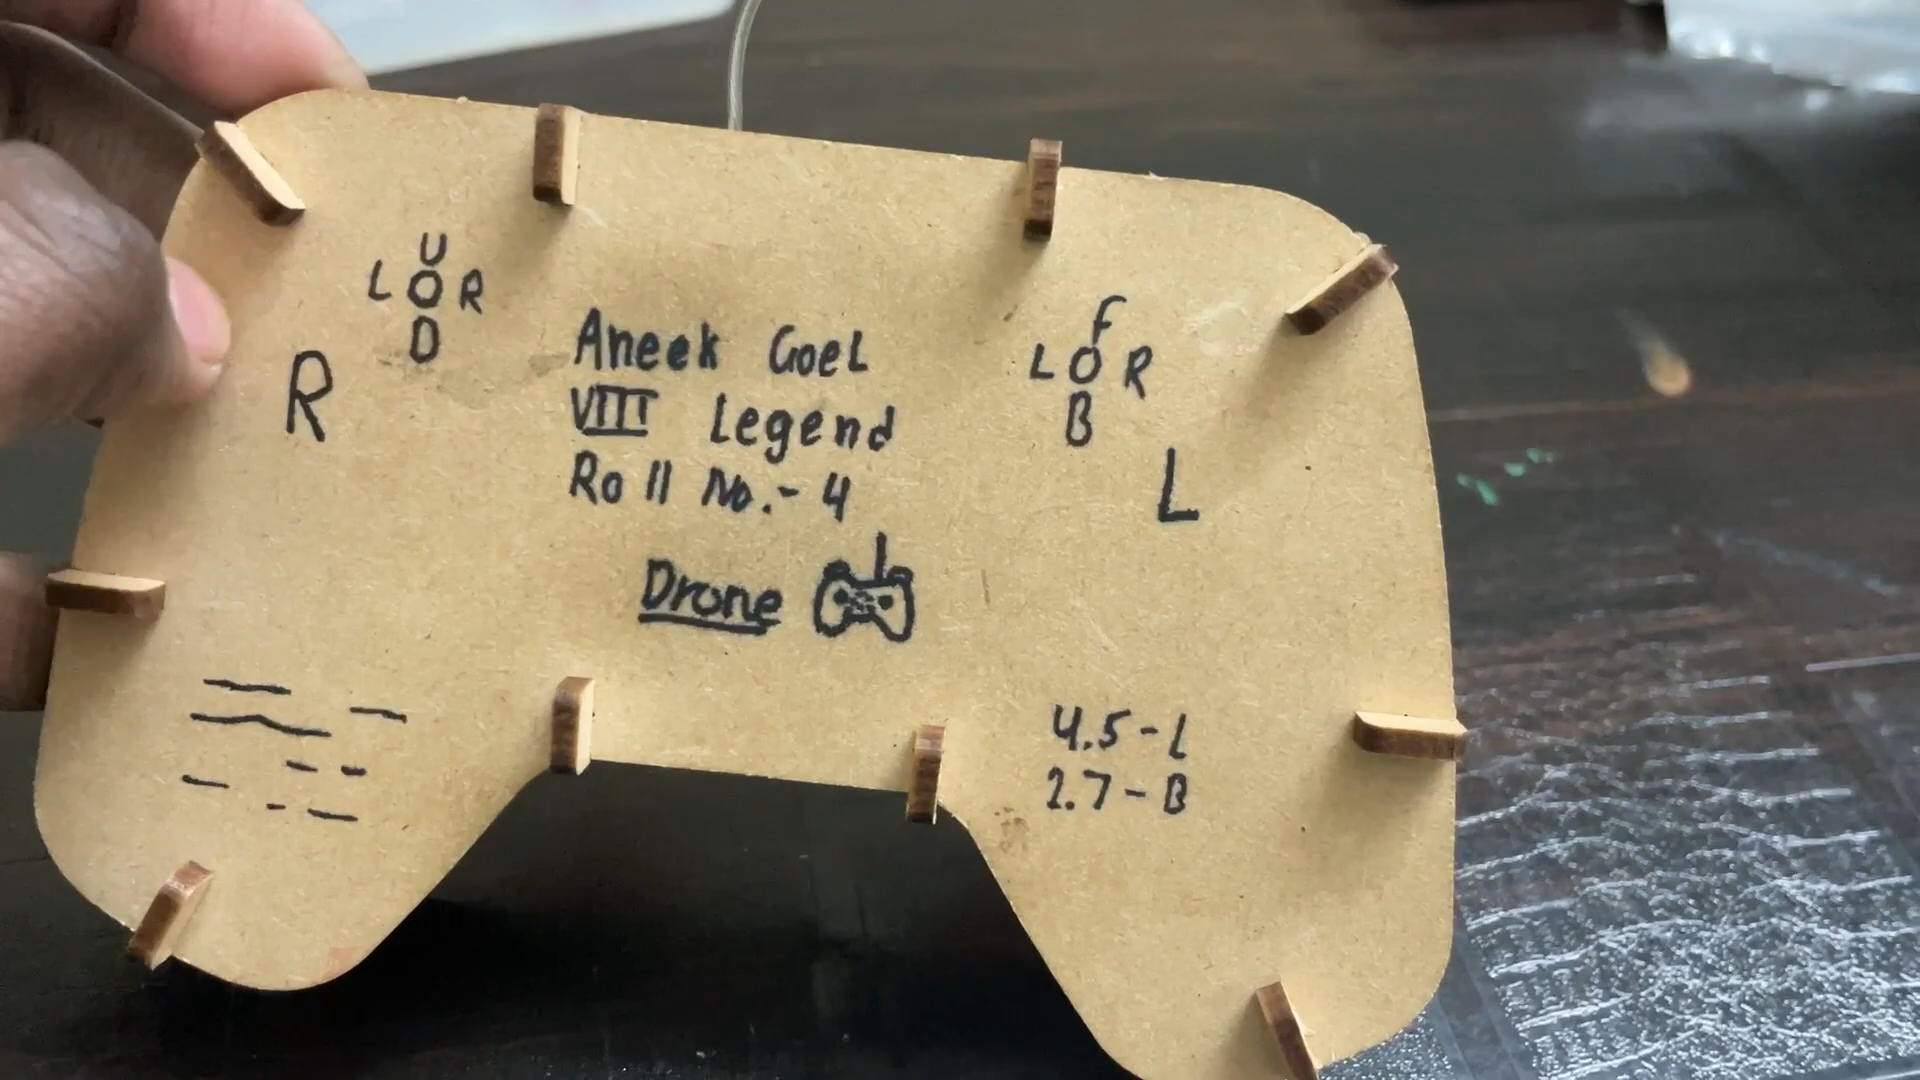 U
L O R
D
R
Aneek Goel
VIII Legend
Roll No.- 4
Drone
F
L O R
B
L
4.5-L
2.7-B